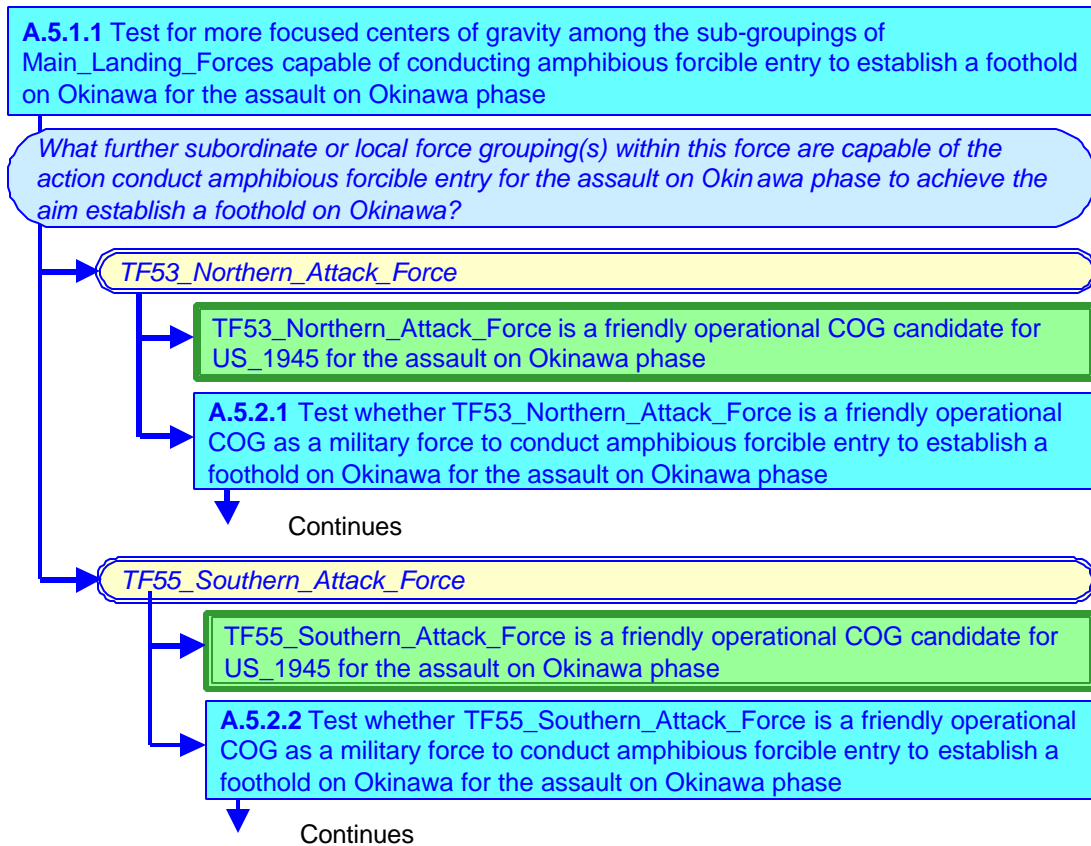 A.5.1.1 Test for more focused centers of gravity among the sub-groupings of
Main_Landing_Forces capable of conducting amphibious forcible entry to establish a foothold
on Okinawa for the assault on Okinawa phase
What further subordinate or local force grouping(s) within this force are capable of the
action conduct amphibious forcible entry for the assault on Okinawa phase to achieve the
aim establish a foothold on Okinawa?
TF53_Northern_Attack_Force
TF53_Northern_Attack_Force is a friendly operational COG candidate for
US_1945 for the assault on Okinawa phase
A.5.2.1 Test whether TF53_Northern_Attack_Force is a friendly operational
COG as a military force to conduct amphibious forcible entry to establish a
foothold on Okinawa for the assault on Okinawa phase
Continues
TF55_Southern_Attack_Force
TF55_Southern_Attack_Force is a friendly operational COG candidate for
US_1945 for the assault on Okinawa phase
A.5.2.2 Test whether TF55_Southern_Attack_Force is a friendly operational
COG as a military force to conduct amphibious forcible entry to establish a
foothold on Okinawa for the assault on Okinawa phase
Continues